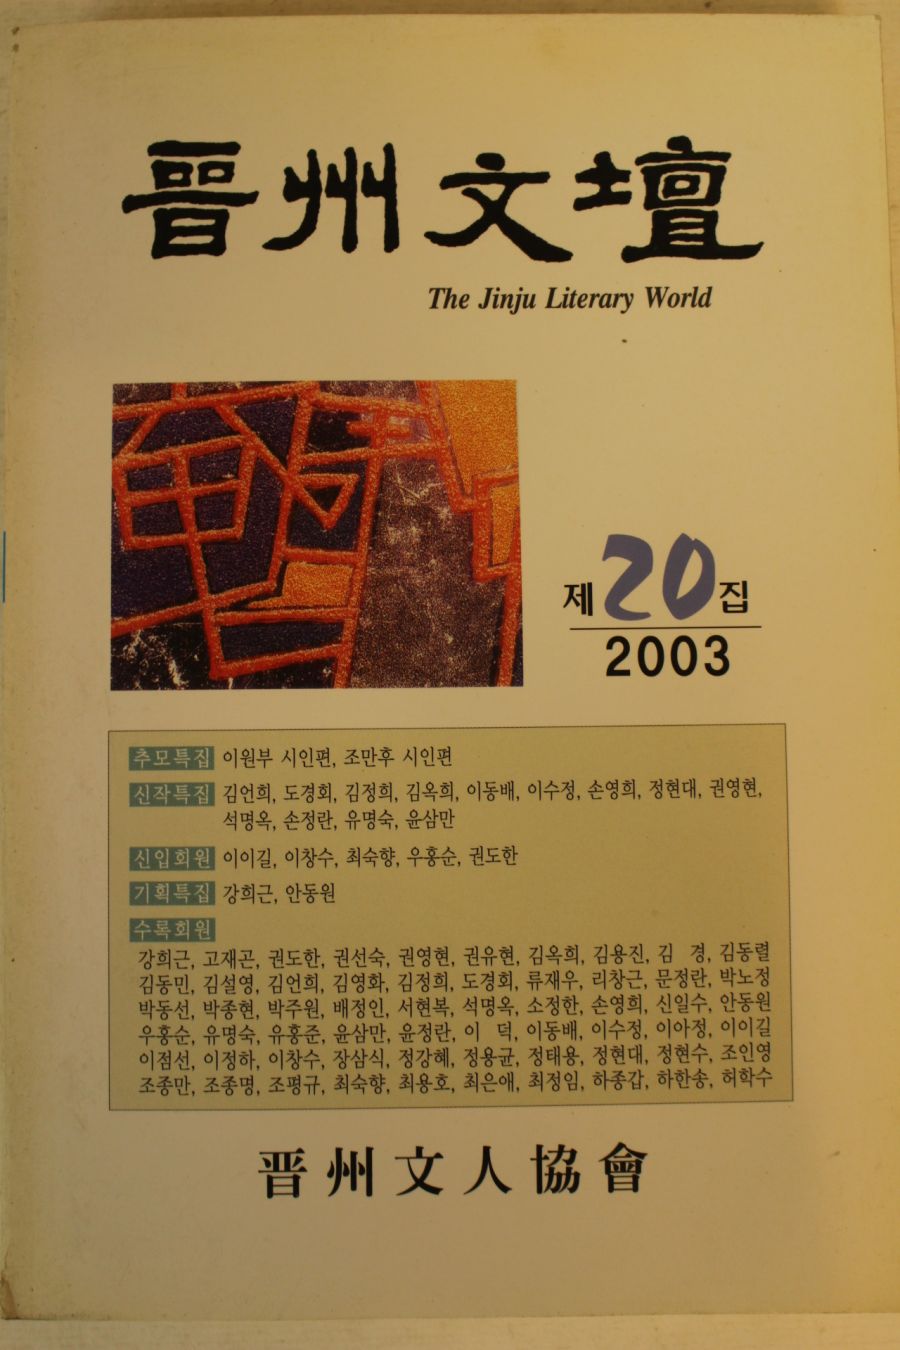 晋州文壇
The Jinju Literary World
제20집
2003
추모특집 이원부 시인편, 조만후 시인편
신작특집 김언희, 도경회, 김정희, 김옥희, 이동배, 이수정, 손영희, 정현대, 권영현,
석명옥, 손정란, 유명숙, 윤삼만
신입회원 이이길, 이창수, 최숙향, 우홍순, 권도한
기획특집 강희근, 안동원
수록회원
강희근, 고재곤, 권도한, 권선숙, 권영현, 권유현, 김옥희, 김용진, 김 경, 김동렬
김동민, 김설영, 김언희, 김영화, 김정희, 도경회, 류재우, 리창근, 문정란, 박노정
박동선, 박종현, 박주원, 배정인, 서현복, 석명옥, 소정한, 손영희, 신일수, 안동원
우홍순, 유명숙, 유홍준, 윤삼만, 윤정란, 이 덕, 이동배, 이수정, 이아정, 이이길
이점선, 이정하, 이창수, 장삼식, 정강혜, 정용균, 정태용, 정현대, 정현수, 조인영
조종만, 조종명, 조평규, 최숙향, 최용호, 최은애, 최정임, 하종갑, 하한송, 허학수
晋州文人協會